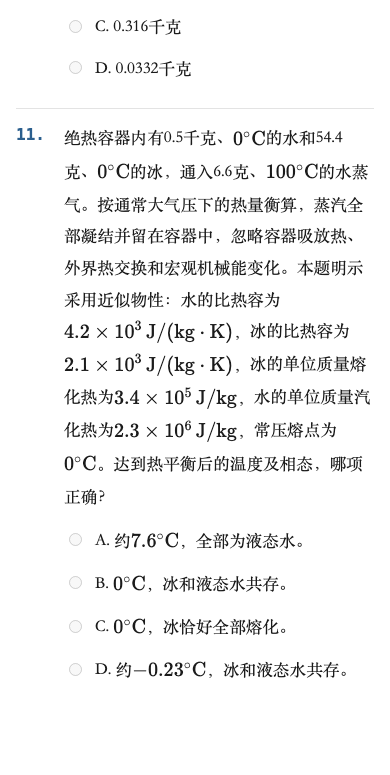 C. 0.316千克
D. 0.0332千克
11. 绝热容器内有0.5千克、0°C的水和54.4
克、0°C的冰，通入6.6克、100°C的水蒸
气。按通常大气压下的热量衡算，蒸汽全
部凝结并留在容器中，忽略容器吸放热、
外界热交换和宏观机械能变化。本题明示
采用近似物性：水的比热容为
4.2 × 10³ J/(kg · K)，冰的比热容为
2.1 × 10³ J/(kg · K)，冰的单位质量熔
化热为3.4 × 10⁵ J/kg，水的单位质量汽
化热为2.3 × 10⁶ J/kg，常压熔点为
0°C。达到热平衡后的温度及相态，哪项
正确?
A. 约7.6°C，全部为液态水。
B. 0°C，冰和液态水共存。
C. 0°C，冰恰好全部熔化。
D. 约−0.23°C，冰和液态水共存。